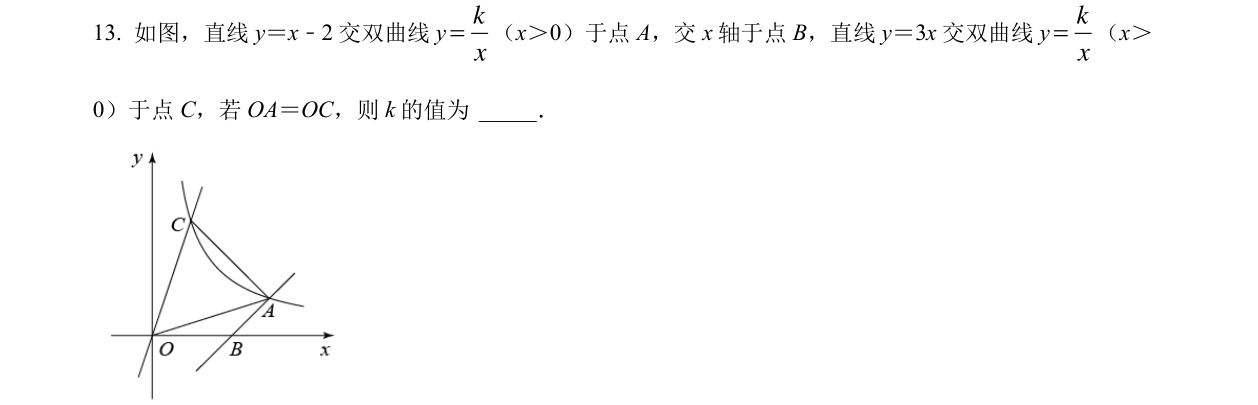 13. 如图，直线 y＝x﹣2 交双曲线 y=k/x（x＞0）于点 A，交 x 轴于点 B，直线 y＝3x 交双曲线 y=k/x（x＞
0）于点 C，若 OA＝OC，则 k 的值为 _____．
y
C
A
O
B
x